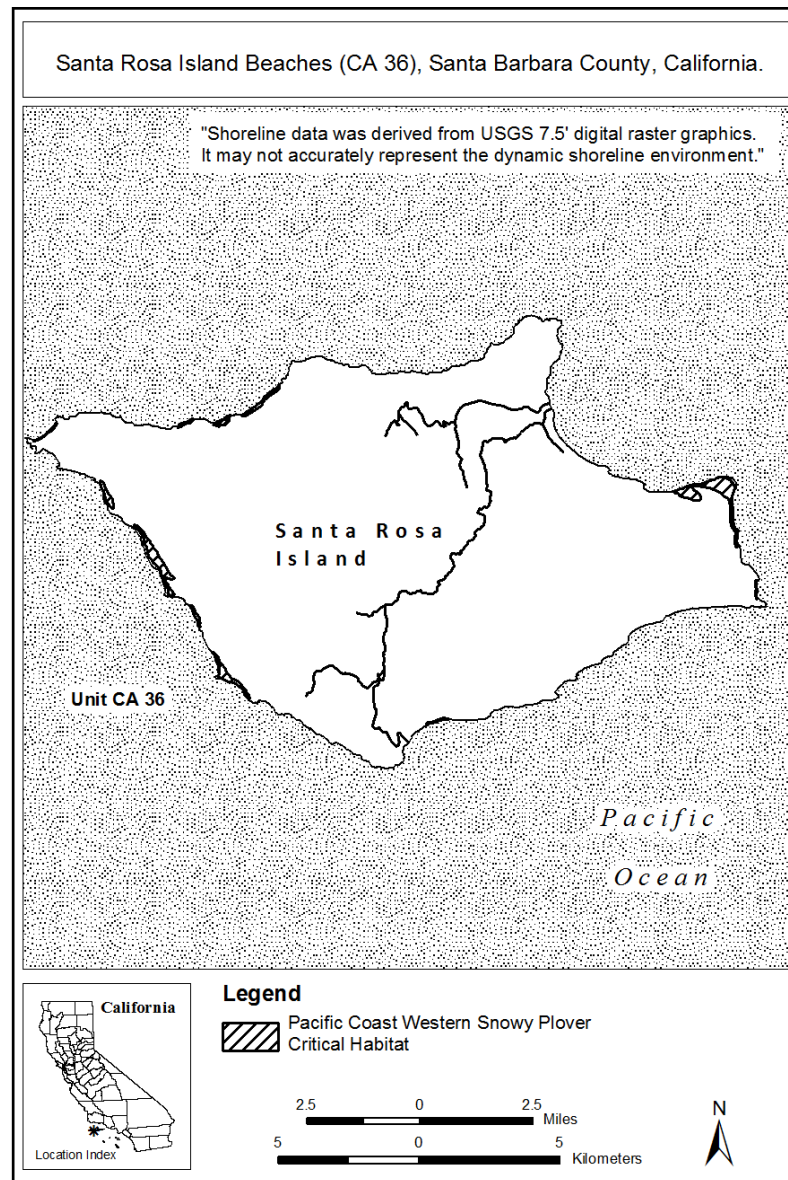 Santa Rosa Island Beaches (CA 36), Santa Barbara County, California.
"Shoreline data was derived from USGS 7.5' digital raster graphics.
It may not accurately represent the dynamic shoreline environment."
Santa Rosa
Island
Unit CA 36
Pacific
Ocean
California
Location Index
Legend
Pacific Coast Western Snowy Plover
Critical Habitat
2.5 0 2.5
Miles
5 0 5
Kilometers
N